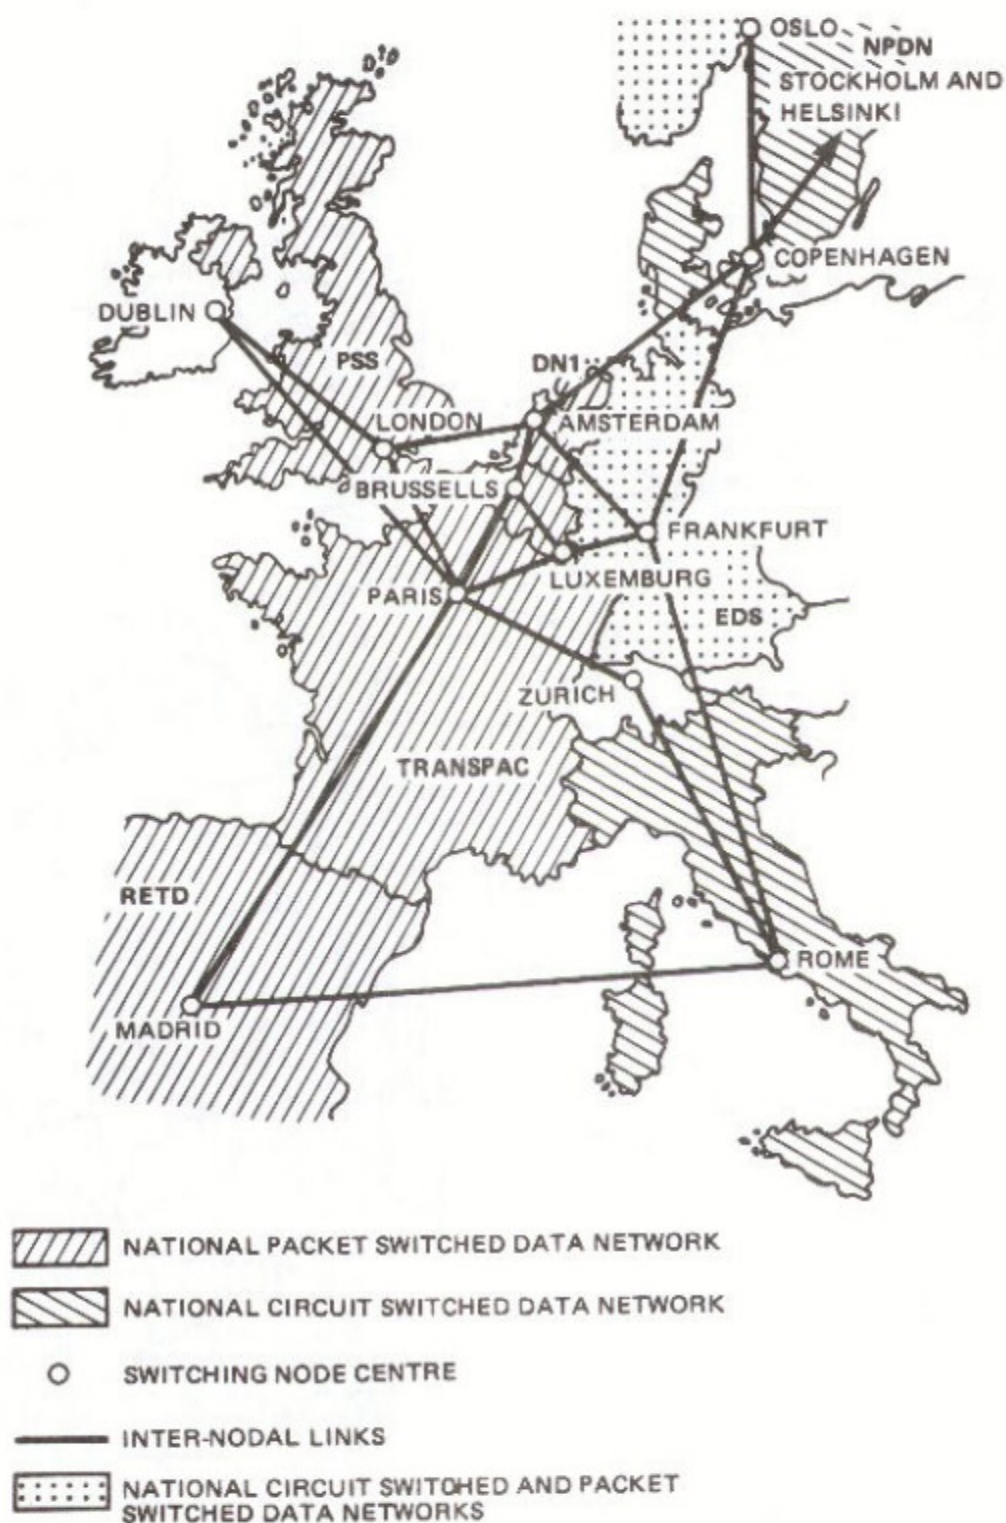 OSLO
NPDN
STOCKHOLM AND
HELSINKI
COPENHAGEN
DUBLIN
PSS
DN1
LONDON
AMSTERDAM
BRUSSELLS
FRANKFURT
LUXEMBURG
PARIS
EDS
ZURICH
TRANSPAC
RETD
ROME
MADRID
NATIONAL PACKET SWITCHED DATA NETWORK
NATIONAL CIRCUIT SWITCHED DATA NETWORK
SWITCHING NODE CENTRE
INTER-NODAL LINKS
NATIONAL CIRCUIT SWITCHED AND PACKET
SWITCHED DATA NETWORKS